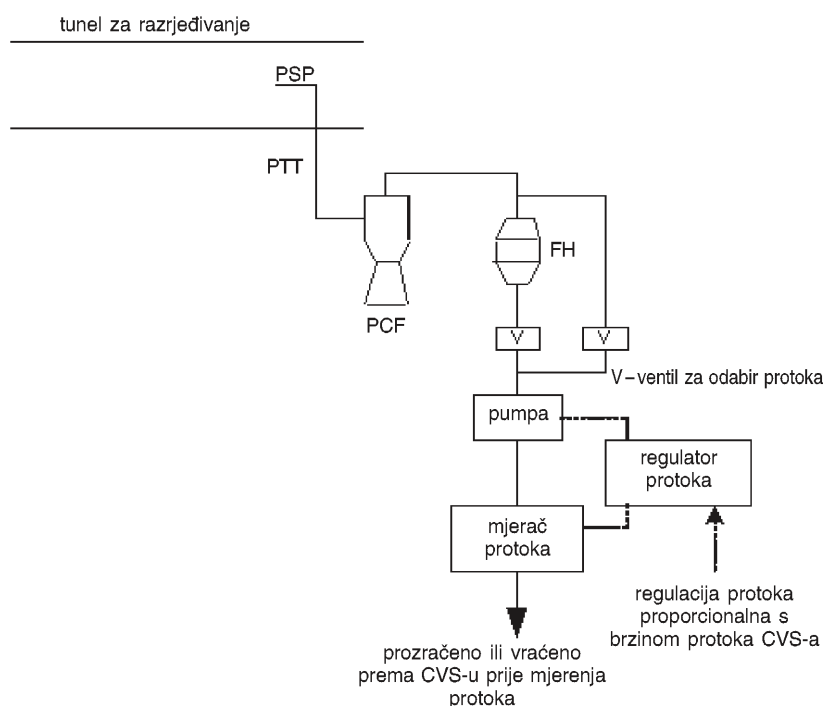 tunel za razrjeđivanje
PSP
PTT
FH
PCF
V
V
V–ventil za odabir protoka
pumpa
regulator
protoka
mjerač
protoka
regulacija protoka
proporcionalna s
brzinom protoka CVS-a
prozračeno ili vraćeno
prema CVS-u prije mjerenja
protoka